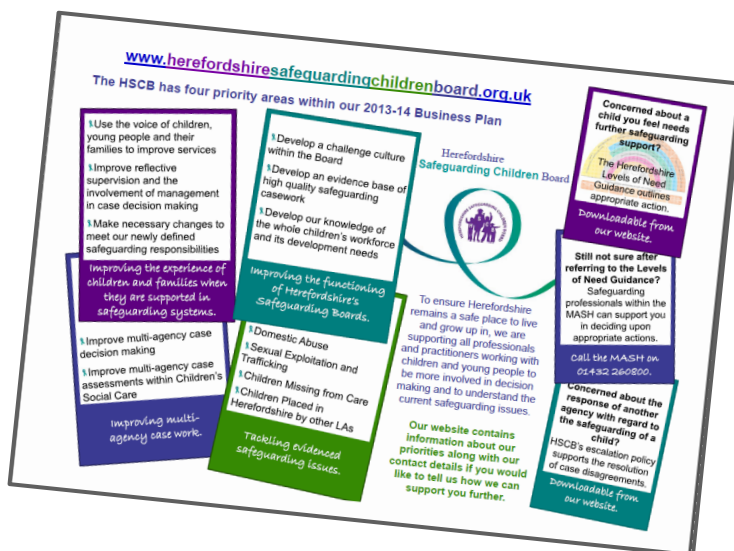 www.herefordshiresafeguardingchildrenboard.org.uk
The HSCB has four priority areas within our 2013-14 Business Plan
Use the voice of children,
young people and their
families to improve services
Improve reflective
supervision and the
involvement of management
in case decision making
Make necessary changes to
meet our newly defined
safeguarding responsibilities
Improving the experience of
children and families when
they are supported in
safeguarding systems.
Develop a challenge culture
within the Board
Develop an evidence base of
high quality safeguarding
casework
Develop our knowledge of
the whole children's workforce
and its development needs
Improving the functioning
of Herefordshire's
Safeguarding Boards.
Improve multi-agency case
decision making
Improve multi-agency case
assessments within Children's
Social Care
Improving multi-
agency case work.
Domestic Abuse
Sexual Exploitation and
Trafficking
Children Missing from Care
Children Placed in
Herefordshire by other LAs
Tackling evidenced
safeguarding issues.
Herefordshire
Safeguarding Children Board
To ensure Herefordshire
remains a safe place to live
and grow up in, we are
supporting all professionals
and practitioners working with
children and young people to
be more involved in decision
making and to understand the
current safeguarding issues.
Our website contains
information about our
priorities along with our
contact details if you would
like to tell us how we can
support you further.
Concerned about a
child you feel needs
further safeguarding
support?
The Herefordshire
Levels of Need
Guidance outlines
appropriate action.
Downloadable from
our website.
Still not sure after
referring to the Levels
of Need Guidance?
Safeguarding
professionals within the
MASH can support you
in deciding upon
appropriate actions.
Call the MASH on
01432 260800.
Concerned about the
response of another
agency with regard to
the safeguarding of a
child?
HSCB's escalation policy
supports the resolution
of case disagreements.
Downloadable from
our website.